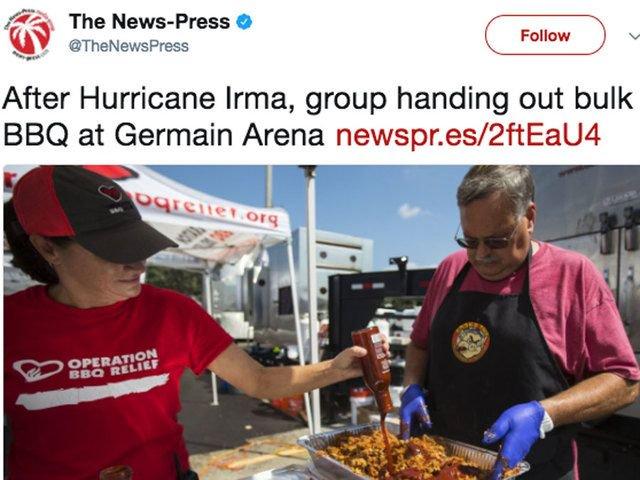 The News-Press
@TheNewsPress
Follow
After Hurricane Irma, group handing out bulk
BBQ at Germain Arena newspr.es/2ftEaU4
bbqrelief.org
OPERATION
BBQ RELIEF